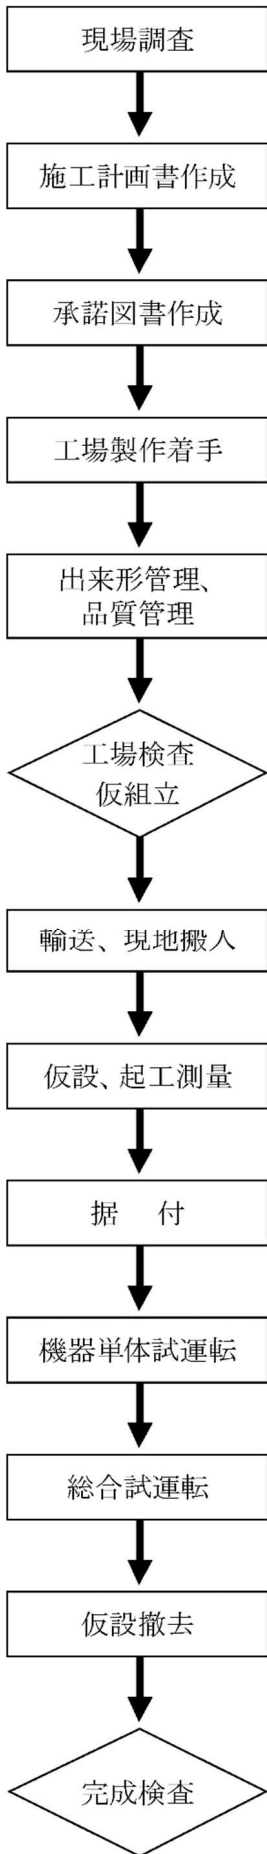 現場調査
施工計画書作成
承諾図書作成
工場製作着手
出来形管理、
品質管理
工場検査
仮組立
輸送、現地搬人
仮設、起工測量
据　付
機器単体試運転
総合試運転
仮設撤去
完成検査